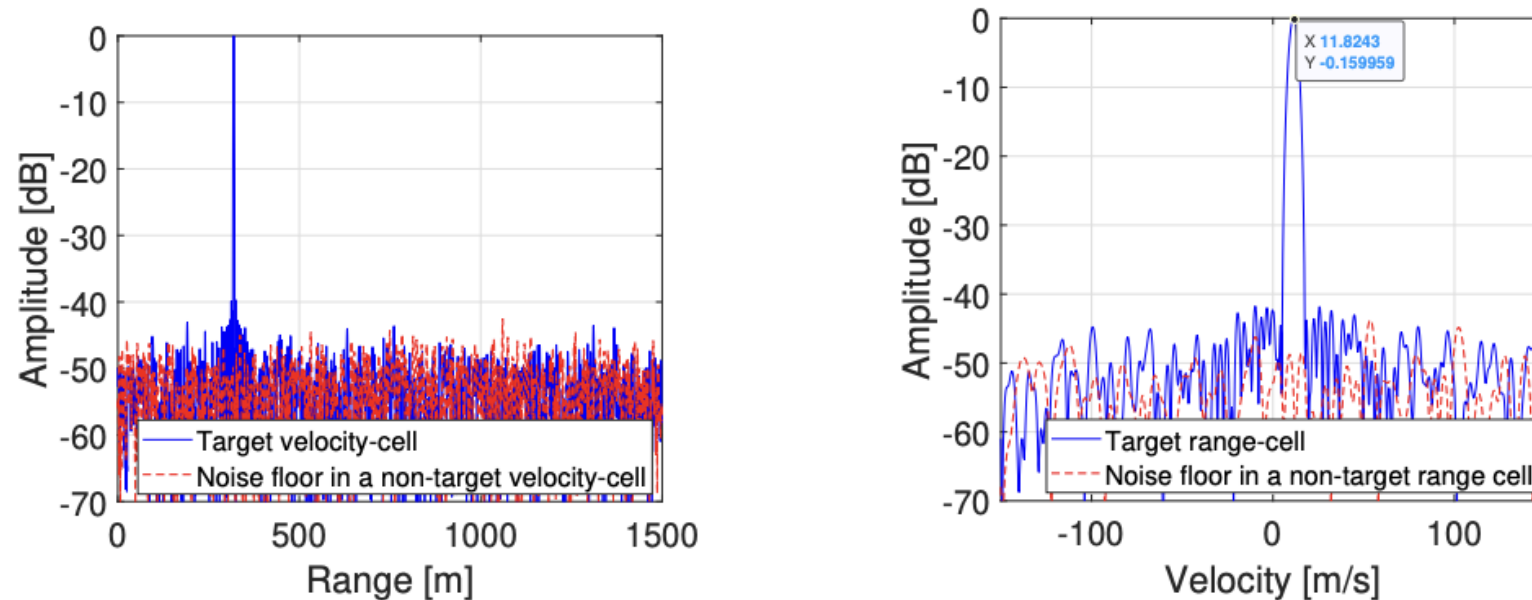 0
-10
-20
-30
-40
-50
-60
-70
Amplitude [dB]
Target velocity-cell
Noise floor in a non-target velocity-cell
0
500
1000
1500
Range [m]
0
-10
-20
-30
-40
-50
-60
-70
Amplitude [dB]
X 11.8243
Y -0.159959
Target range-cell
Noise floor in a non-target range cell
-100
0
100
Velocity [m/s]